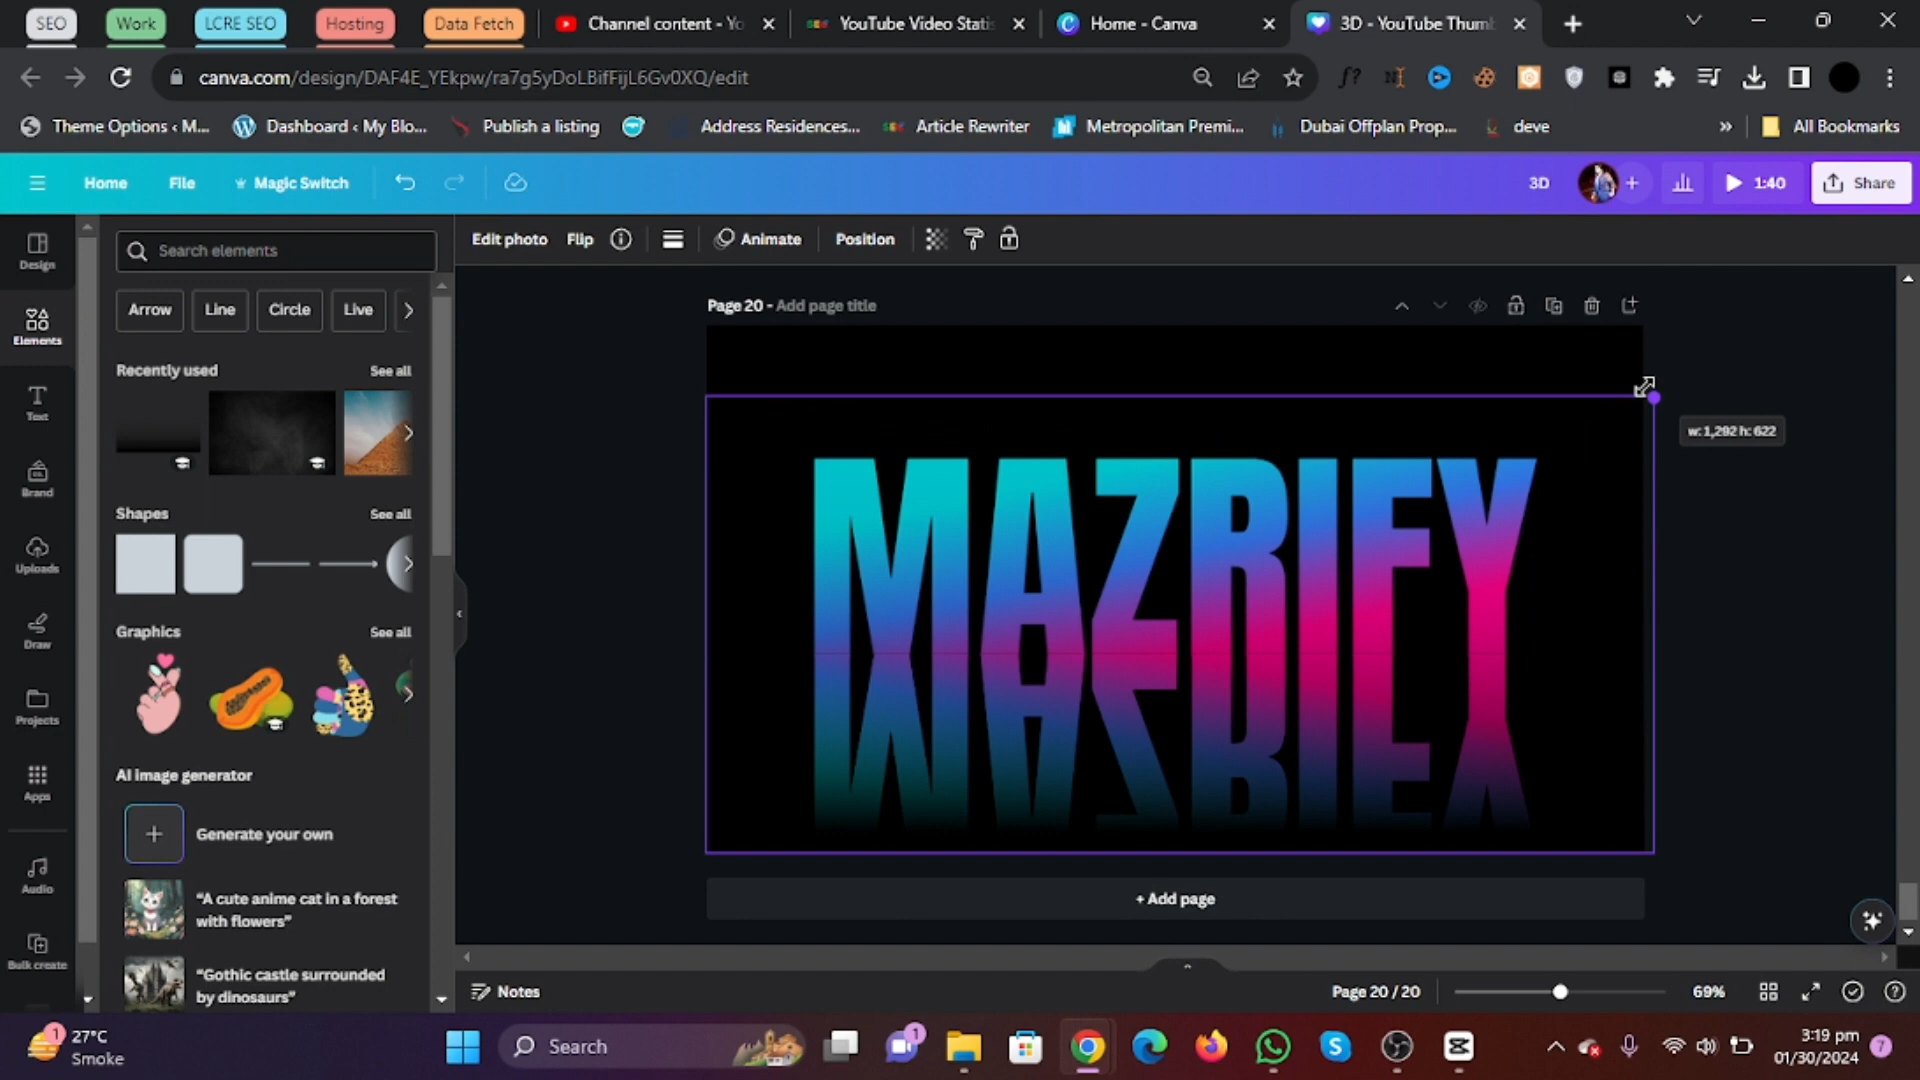 SEO
Work
LCRE SEO
Hosting
Data Fetch
Channel content - Yo
YouTube Video Statis
Home - Canva
3D - YouTube Thumb
canva.com/design/DAF4E_YEkpw/ra7g5yDoLBifFijL6Gv0XQ/edit
Theme Options ‹ M...
Dashboard ‹ My Blo...
Publish a listing
Address Residences...
Article Rewriter
Metropolitan Premi...
Dubai Offplan Prop...
deve
»
All Bookmarks
Home
File
Magic Switch
3D
1:40
Share
Edit photo
Flip
Animate
Position
Design
Elements
Text
Brand
Uploads
Draw
Projects
Apps
Audio
Bulk create
Search elements
Arrow
Line
Circle
Live
Recently used
See all
Shapes
See all
Graphics
See all
AI image generator
Generate your own
“A cute anime cat in a forest
with flowers”
“Gothic castle surrounded
by dinosaurs”
Page 20 - Add page title
w: 1,292 h: 622
MAZRIFY
+ Add page
Notes
Page 20 / 20
69%
1
27°C
Smoke
Search
1
3:19 pm
01/30/2024
7